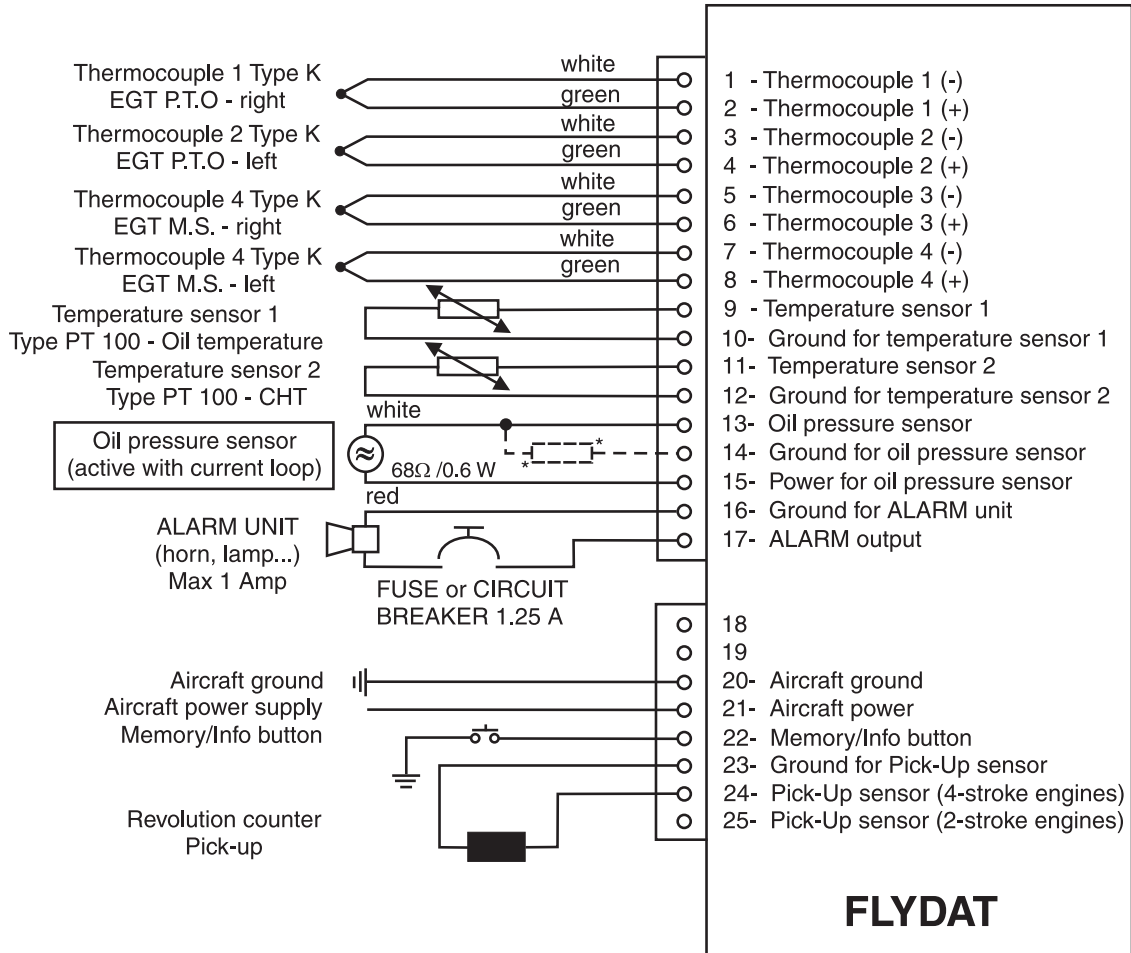 white
Thermocouple 1 Type K
EGT P.T.O - right
green
1 - Thermocouple 1 (-)
2 - Thermocouple 1 (+)
white
Thermocouple 2 Type K
EGT P.T.O - left
green
3 - Thermocouple 2 (-)
4 - Thermocouple 2 (+)
white
Thermocouple 4 Type K
EGT M.S. - right
green
5 - Thermocouple 3 (-)
6 - Thermocouple 3 (+)
white
Thermocouple 4 Type K
EGT M.S. - left
green
7 - Thermocouple 4 (-)
8 - Thermocouple 4 (+)
Temperature sensor 1
Type PT 100 - Oil temperature
9 - Temperature sensor 1
10- Ground for temperature sensor 1
Temperature sensor 2
Type PT 100 - CHT
11- Temperature sensor 2
12- Ground for temperature sensor 2
white
Oil pressure sensor
(active with current loop)
≈
* *
68Ω /0.6 W
red
13- Oil pressure sensor
14- Ground for oil pressure sensor
15- Power for oil pressure sensor
ALARM UNIT
(horn, lamp...)
Max 1 Amp
FUSE or CIRCUIT
BREAKER 1.25 A
16- Ground for ALARM unit
17- ALARM output
18
19
Aircraft ground
20- Aircraft ground
Aircraft power supply
21- Aircraft power
Memory/Info button
22- Memory/Info button
23- Ground for Pick-Up sensor
Revolution counter
Pick-up
24- Pick-Up sensor (4-stroke engines)
25- Pick-Up sensor (2-stroke engines)
FLYDAT